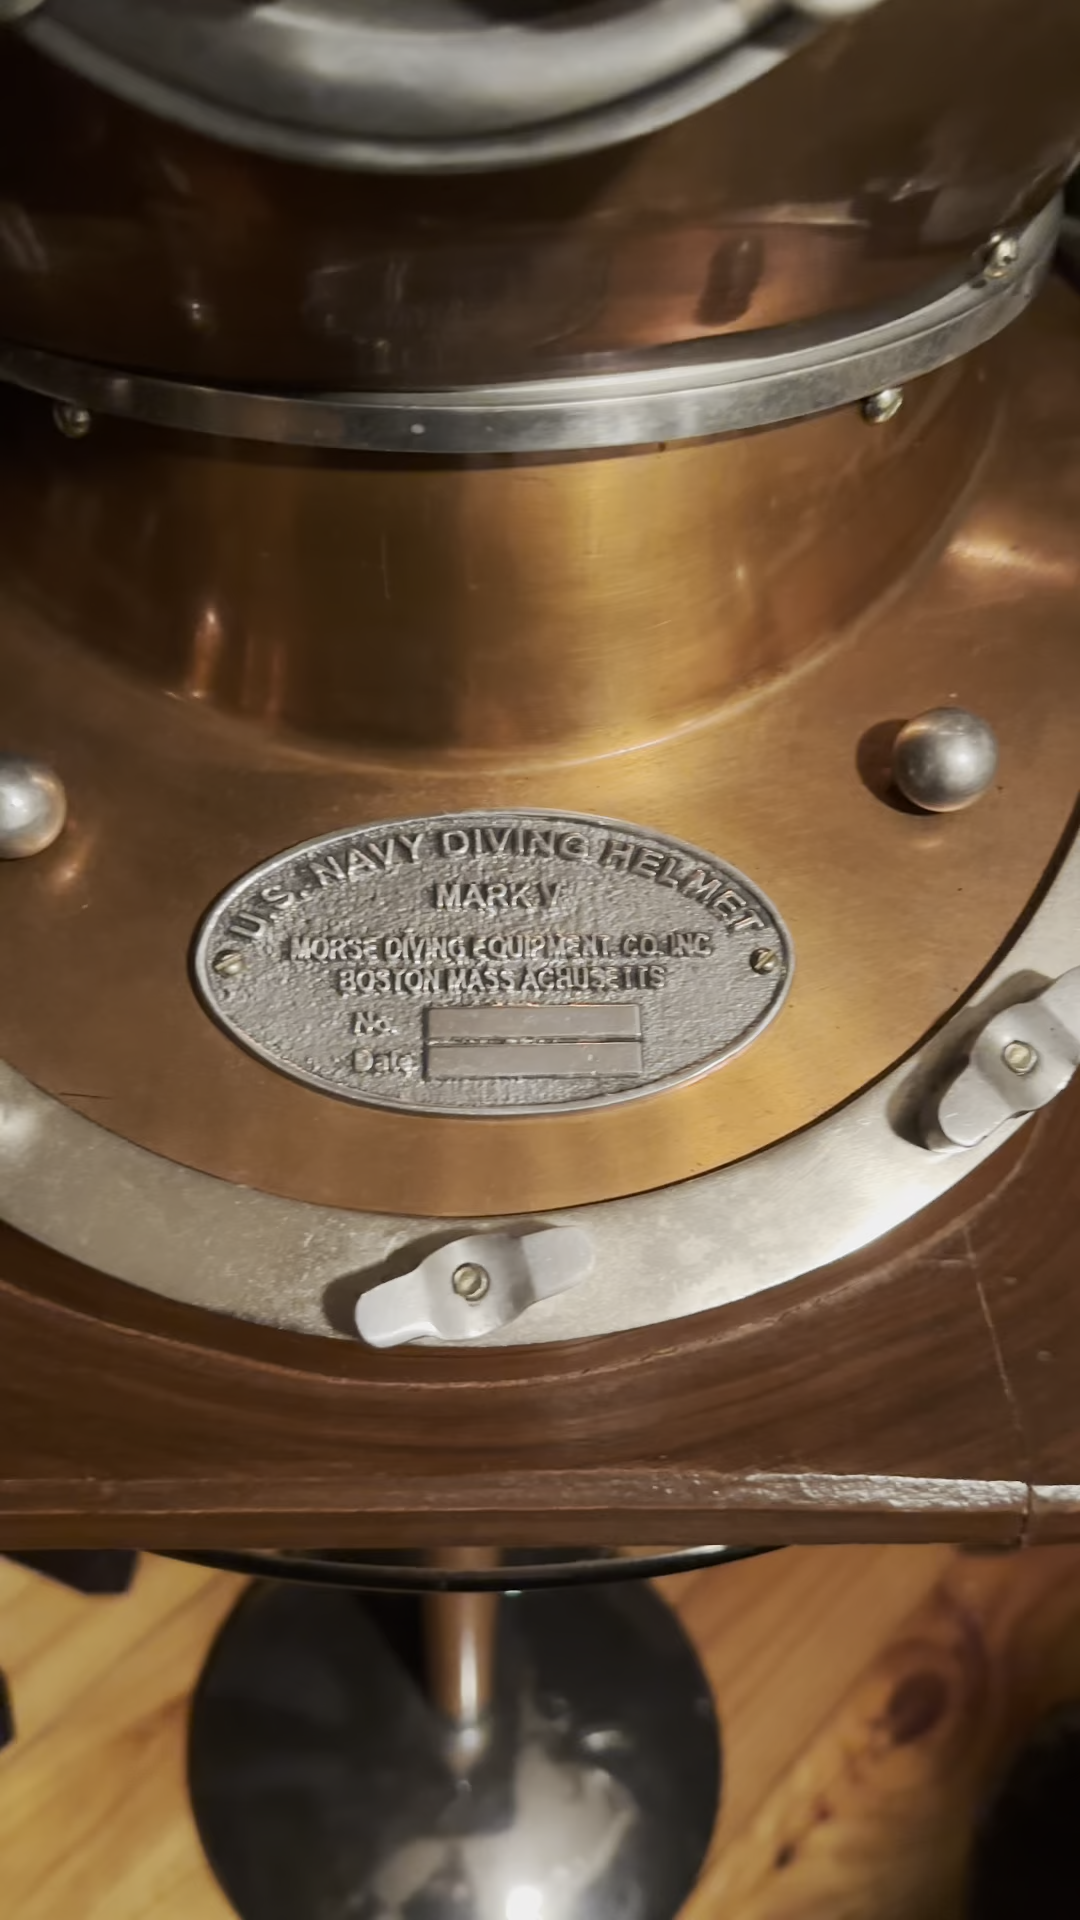 U.S. NAVY DIVING HELMET
MARK V
MORSE DIVING EQUIPMENT CO. INC
BOSTON MASSACHUSETTS
No.
Date